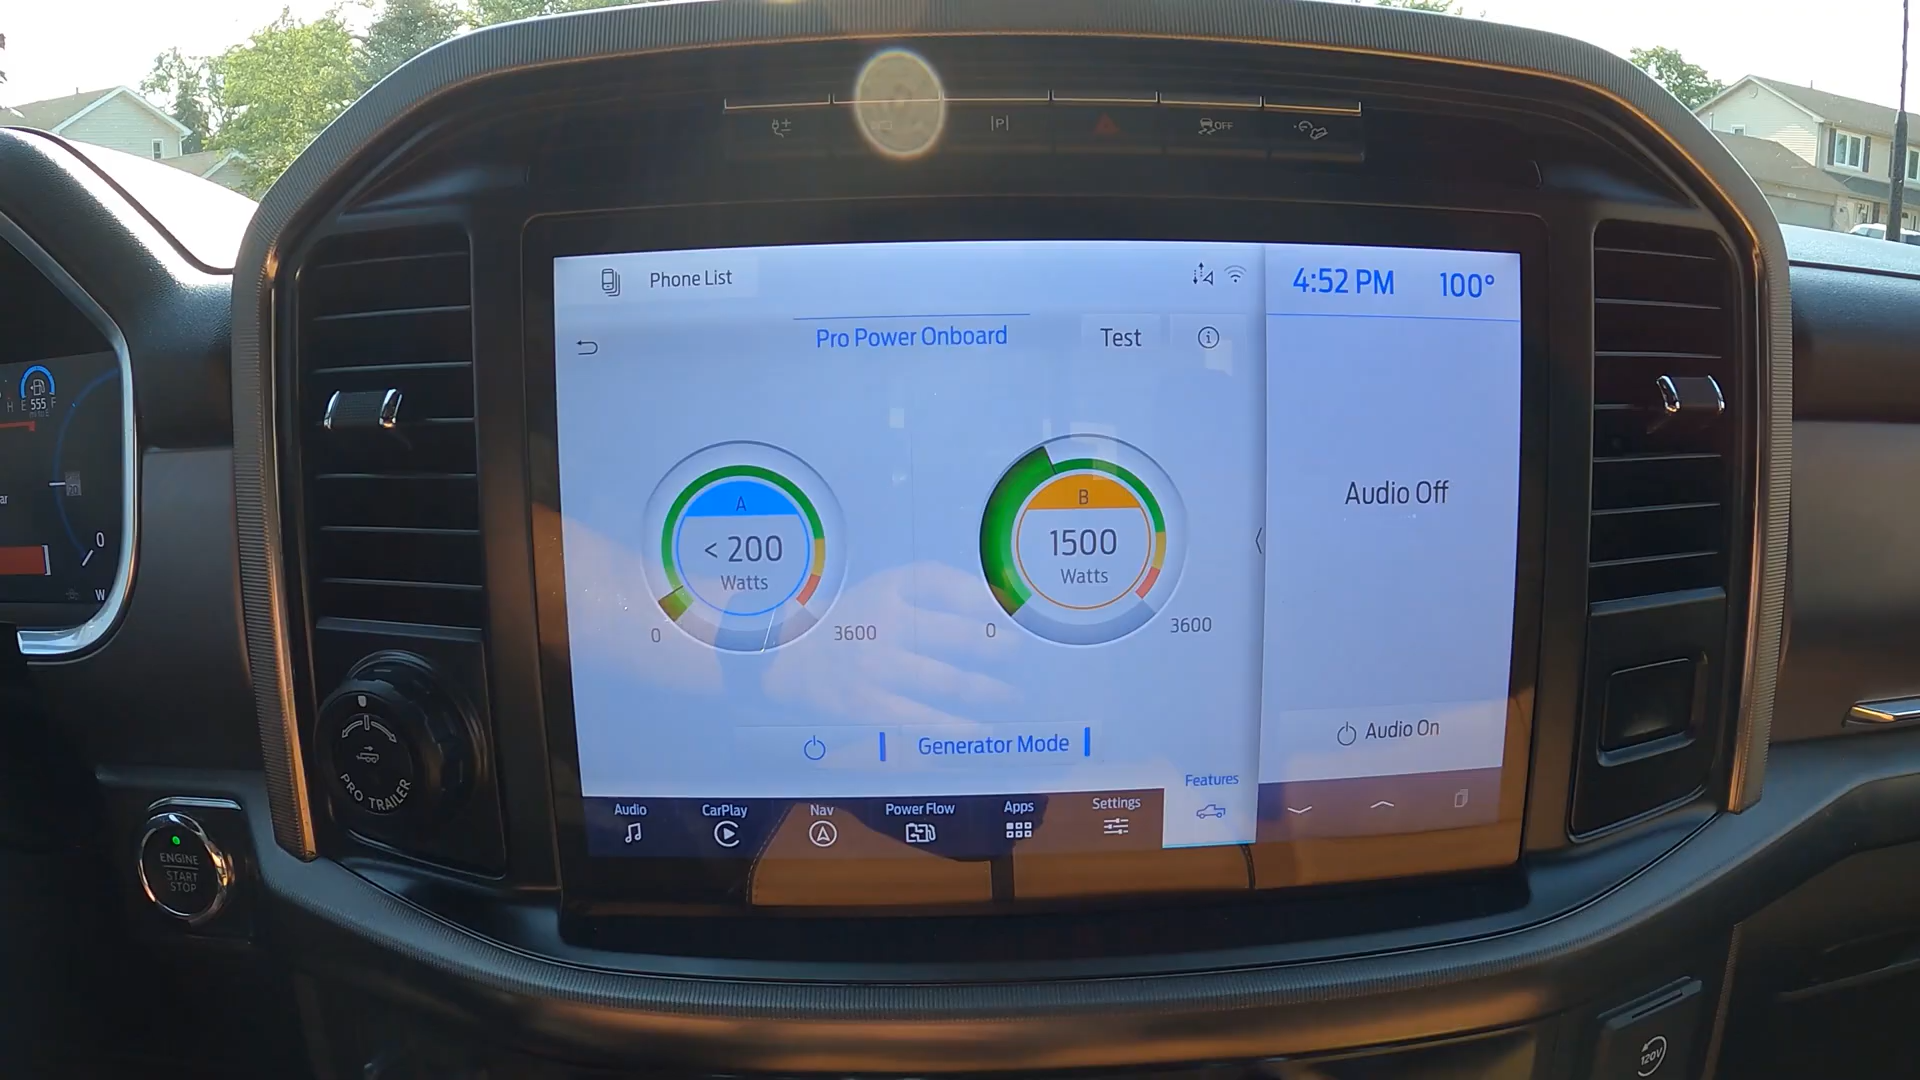 |P|
OFF
Phone List
4:52 PM 100°
Pro Power Onboard
Test
i
A
< 200
Watts
0
3600
B
1500
Watts
0
3600
Audio Off
Generator Mode
Audio On
Features
Audio
CarPlay
Nav
Power Flow
Apps
Settings
H
E 555 F
0
W
PRO TRAILER
ENGINE
START
STOP
120V